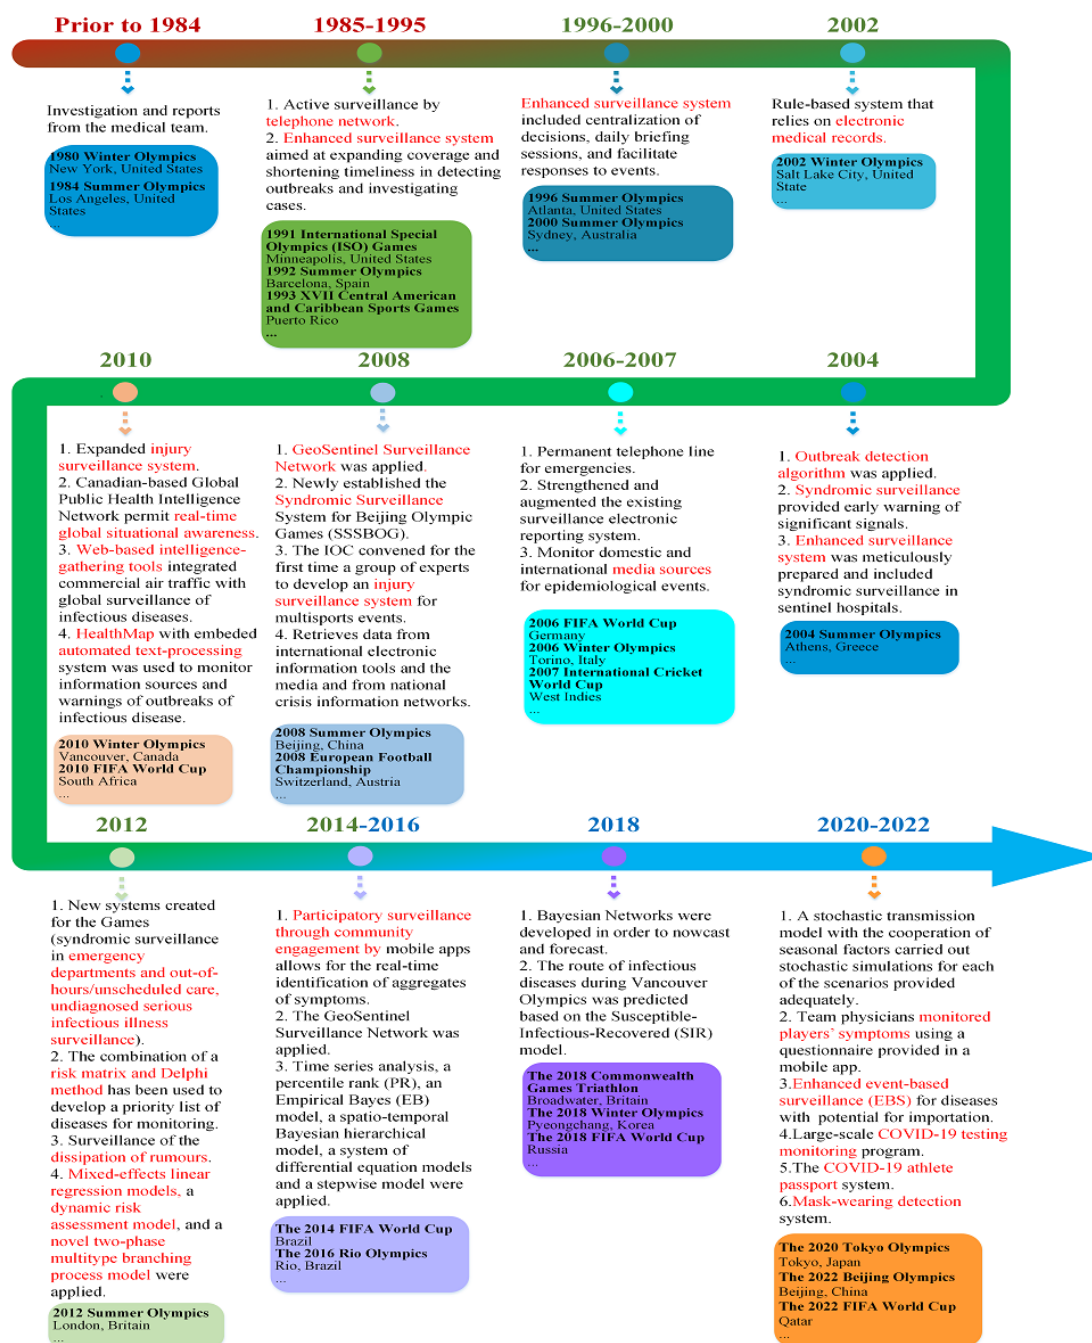 Prior to 1984
Investigation and reports
from the medical team.
1980 Winter Olympics
New York, United States
1984 Summer Olympics
Los Angeles, United
States
...
1985-1995
1. Active surveillance by
telephone network.
2. Enhanced surveillance system
aimed at expanding coverage and
shortening timeliness in detecting
outbreaks and investigating
cases.
1991 International Special
Olympics (ISO) Games
Minneapolis, United States
1992 Summer Olympics
Barcelona, Spain
1993 XVII Central American
and Caribbean Sports Games
Puerto Rico
...
1996-2000
Enhanced surveillance system
included centralization of
decisions, daily briefing
sessions, and facilitate
responses to events.
1996 Summer Olympics
Atlanta, United States
2000 Summer Olympics
Sydney, Australia
...
2002
Rule-based system that
relies on electronic
medical records.
2002 Winter Olympics
Salt Lake City, United
State
...
2004
1. Outbreak detection
algorithm was applied.
2. Syndromic surveillance
provided early warning of
significant signals.
3. Enhanced surveillance
system was meticulously
prepared and included
syndromic surveillance in
sentinel hospitals.
2004 Summer Olympics
Athens, Greece
...
2006-2007
1. Permanent telephone line
for emergencies.
2. Strengthened and
augmented the existing
surveillance electronic
reporting system.
3. Monitor domestic and
international media sources
for epidemiological events.
2006 FIFA World Cup
Germany
2006 Winter Olympics
Torino, Italy
2007 International Cricket
World Cup
West Indies
...
2008
1. GeoSentinel Surveillance
Network was applied.
2. Newly established the
Syndromic Surveillance
System for Beijing Olympic
Games (SSSBOG).
3. The IOC convened for the
first time a group of experts
to develop an injury
surveillance system for
multisports events.
4. Retrieves data from
international electronic
information tools and the
media and from national
crisis information networks.
2008 Summer Olympics
Beijing, China
2008 European Football
Championship
Switzerland, Austria
...
2010
1. Expanded injury
surveillance system.
2. Canadian-based Global
Public Health Intelligence
Network permit real-time
global situational awareness.
3. Web-based intelligence-
gathering tools integrated
commercial air traffic with
global surveillance of
infectious diseases.
4. HealthMap with embeded
automated text-processing
system was used to monitor
information sources and
warnings of outbreaks of
infectious disease.
2010 Winter Olympics
Vancouver, Canada
2010 FIFA World Cup
South Africa
...
2012
1. New systems created
for the Games
(syndromic surveillance
in emergency
departments and out-of-
hours/unscheduled care,
undiagnosed serious
infectious illness
surveillance).
2. The combination of a
risk matrix and Delphi
method has been used to
develop a priority list of
diseases for monitoring.
3. Surveillance of the
dissipation of rumours.
4. Mixed-effects linear
regression models, a
dynamic risk
assessment model, and a
novel two-phase
multitype branching
process model were
applied.
2012 Summer Olympics
London, Britain
...
2014-2016
1. Participatory surveillance
through community
engagement by mobile apps
allows for the real-time
identification of aggregates
of symptoms.
2. The GeoSentinel
Surveillance Network was
applied.
3. Time series analysis, a
percentile rank (PR), an
Empirical Bayes (EB)
model, a spatio-temporal
Bayesian hierarchical
model, a system of
differential equation models
and a stepwise model were
applied.
The 2014 FIFA World Cup
Brazil
The 2016 Rio Olympics
Rio, Brazil
...
2018
1. Bayesian Networks were
developed in order to nowcast
and forecast.
2. The route of infectious
diseases during Vancouver
Olympics was predicted
based on the Susceptible-
Infectious-Recovered (SIR)
model.
The 2018 Commonwealth
Games Triathlon
Broadwater, Britain
The 2018 Winter Olympics
Pyeongchang, Korea
The 2018 FIFA World Cup
Russia
...
2020-2022
1. A stochastic transmission
model with the cooperation of
seasonal factors carried out
stochastic simulations for each
of the scenarios provided
adequately.
2. Team physicians monitored
players' symptoms using a
questionnaire provided in a
mobile app.
3.Enhanced event-based
surveillance (EBS) for diseases
with potential for importation.
4.Large-scale COVID-19 testing
monitoring program.
5.The COVID-19 athlete
passport system.
6.Mask-wearing detection
system.
The 2020 Tokyo Olympics
Tokyo, Japan
The 2022 Beijing Olympics
Beijing, China
The 2022 FIFA World Cup
Qatar
...